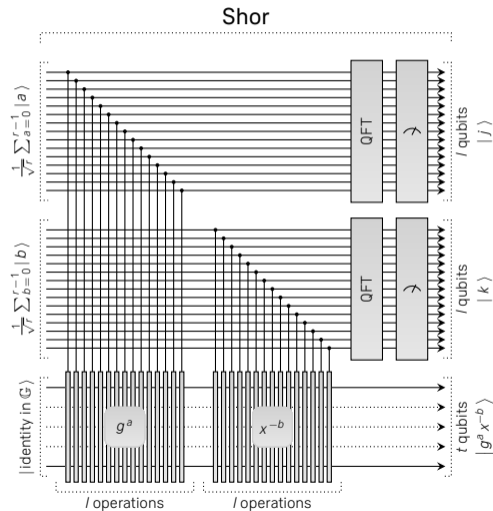 Shor
1/√r ∑_{a=0}^{r−1} |a⟩
QFT
l qubits
|j⟩
1/√r ∑_{b=0}^{r−1} |b⟩
QFT
l qubits
|k⟩
|identity in 𝔾⟩
g^a
x^{−b}
t qubits
|g^a x^{−b}⟩
l operations
l operations